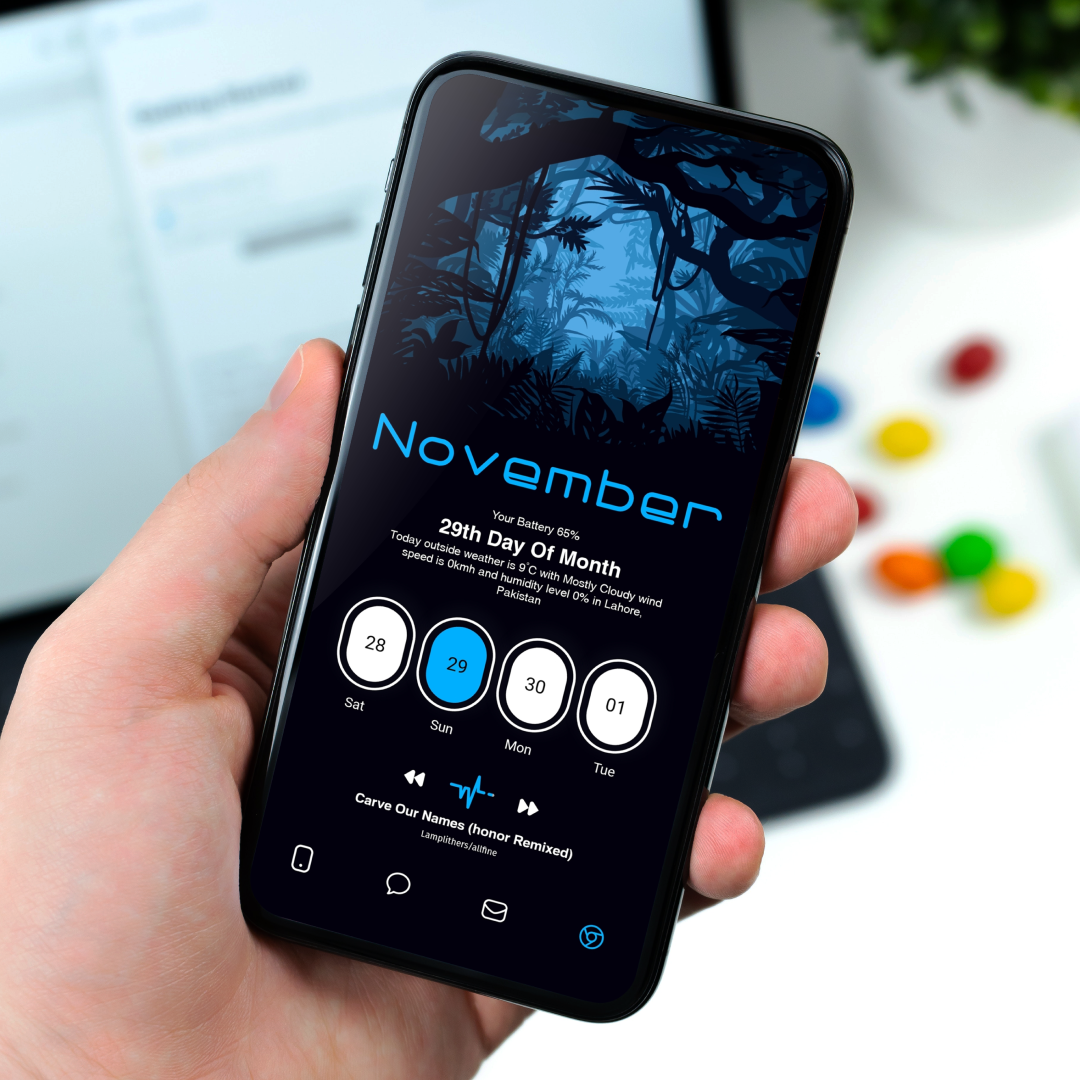 November
Your Battery 65%
29th Day Of Month
Today outside weather is 9°C with Mostly Cloudy wind
speed is 0kmh and humidity level 0% in Lahore,
Pakistan
28
29
30
01
Sat
Sun
Mon
Tue
Carve Our Names (honor Remixed)
Lamplithers/allfine